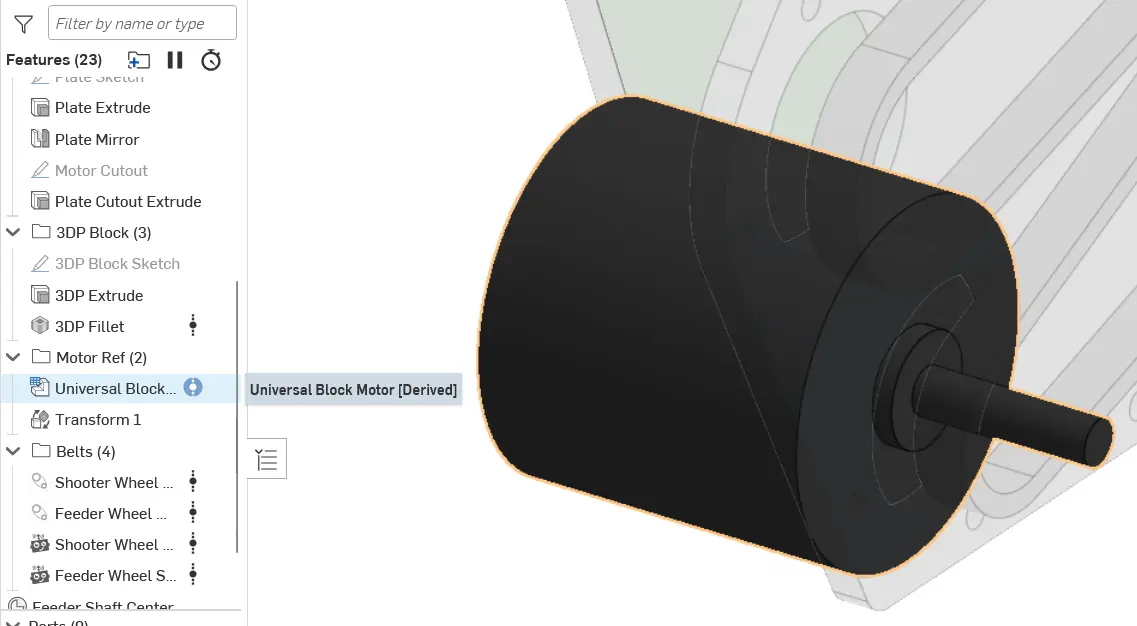 Filter by name or type
Features (23)
Plate Sketch
Plate Extrude
Plate Mirror
Motor Cutout
Plate Cutout Extrude
3DP Block (3)
3DP Block Sketch
3DP Extrude
3DP Fillet
Motor Ref (2)
Universal Block...
Universal Block Motor [Derived]
Transform 1
Belts (4)
Shooter Wheel ...
Feeder Wheel ...
Shooter Wheel ...
Feeder Wheel S...
Feeder Shaft Center
Parts (9)